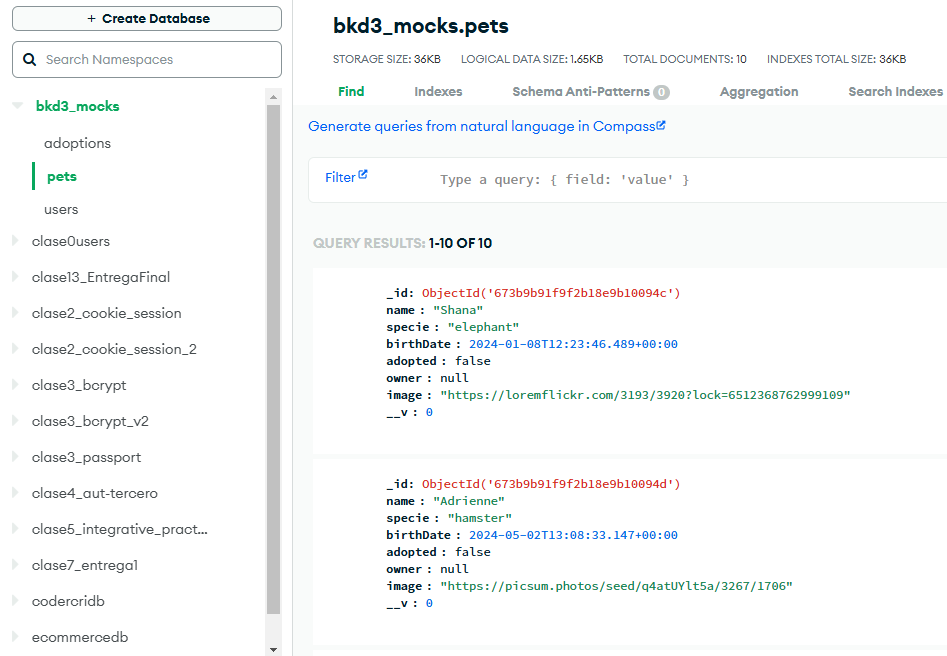 + Create Database
Search Namespaces
bkd3_mocks
adoptions
pets
users
clase0users
clase13_EntregaFinal
clase2_cookie_session
clase2_cookie_session_2
clase3_bcrypt
clase3_bcrypt_v2
clase3_passport
clase4_aut-tercero
clase5_integrative_pract...
clase7_entrega1
codercridb
ecommercedb
bkd3_mocks.pets
STORAGE SIZE: 36KB LOGICAL DATA SIZE: 1.65KB TOTAL DOCUMENTS: 10 INDEXES TOTAL SIZE: 36KB
Find Indexes Schema Anti-Patterns 0 Aggregation Search Indexes
Generate queries from natural language in Compass
Filter Type a query: { field: 'value' }
QUERY RESULTS: 1-10 OF 10
_id: ObjectId('673b9b91f9f2b18e9b10094c')
name : "Shana"
specie : "elephant"
birthDate : 2024-01-08T12:23:46.489+00:00
adopted : false
owner : null
image : "https://loremflickr.com/3193/3920?lock=6512368762999109"
__v : 0
_id: ObjectId('673b9b91f9f2b18e9b10094d')
name : "Adrienne"
specie : "hamster"
birthDate : 2024-05-02T13:08:33.147+00:00
adopted : false
owner : null
image : "https://picsum.photos/seed/q4atUYlt5a/3267/1706"
__v : 0